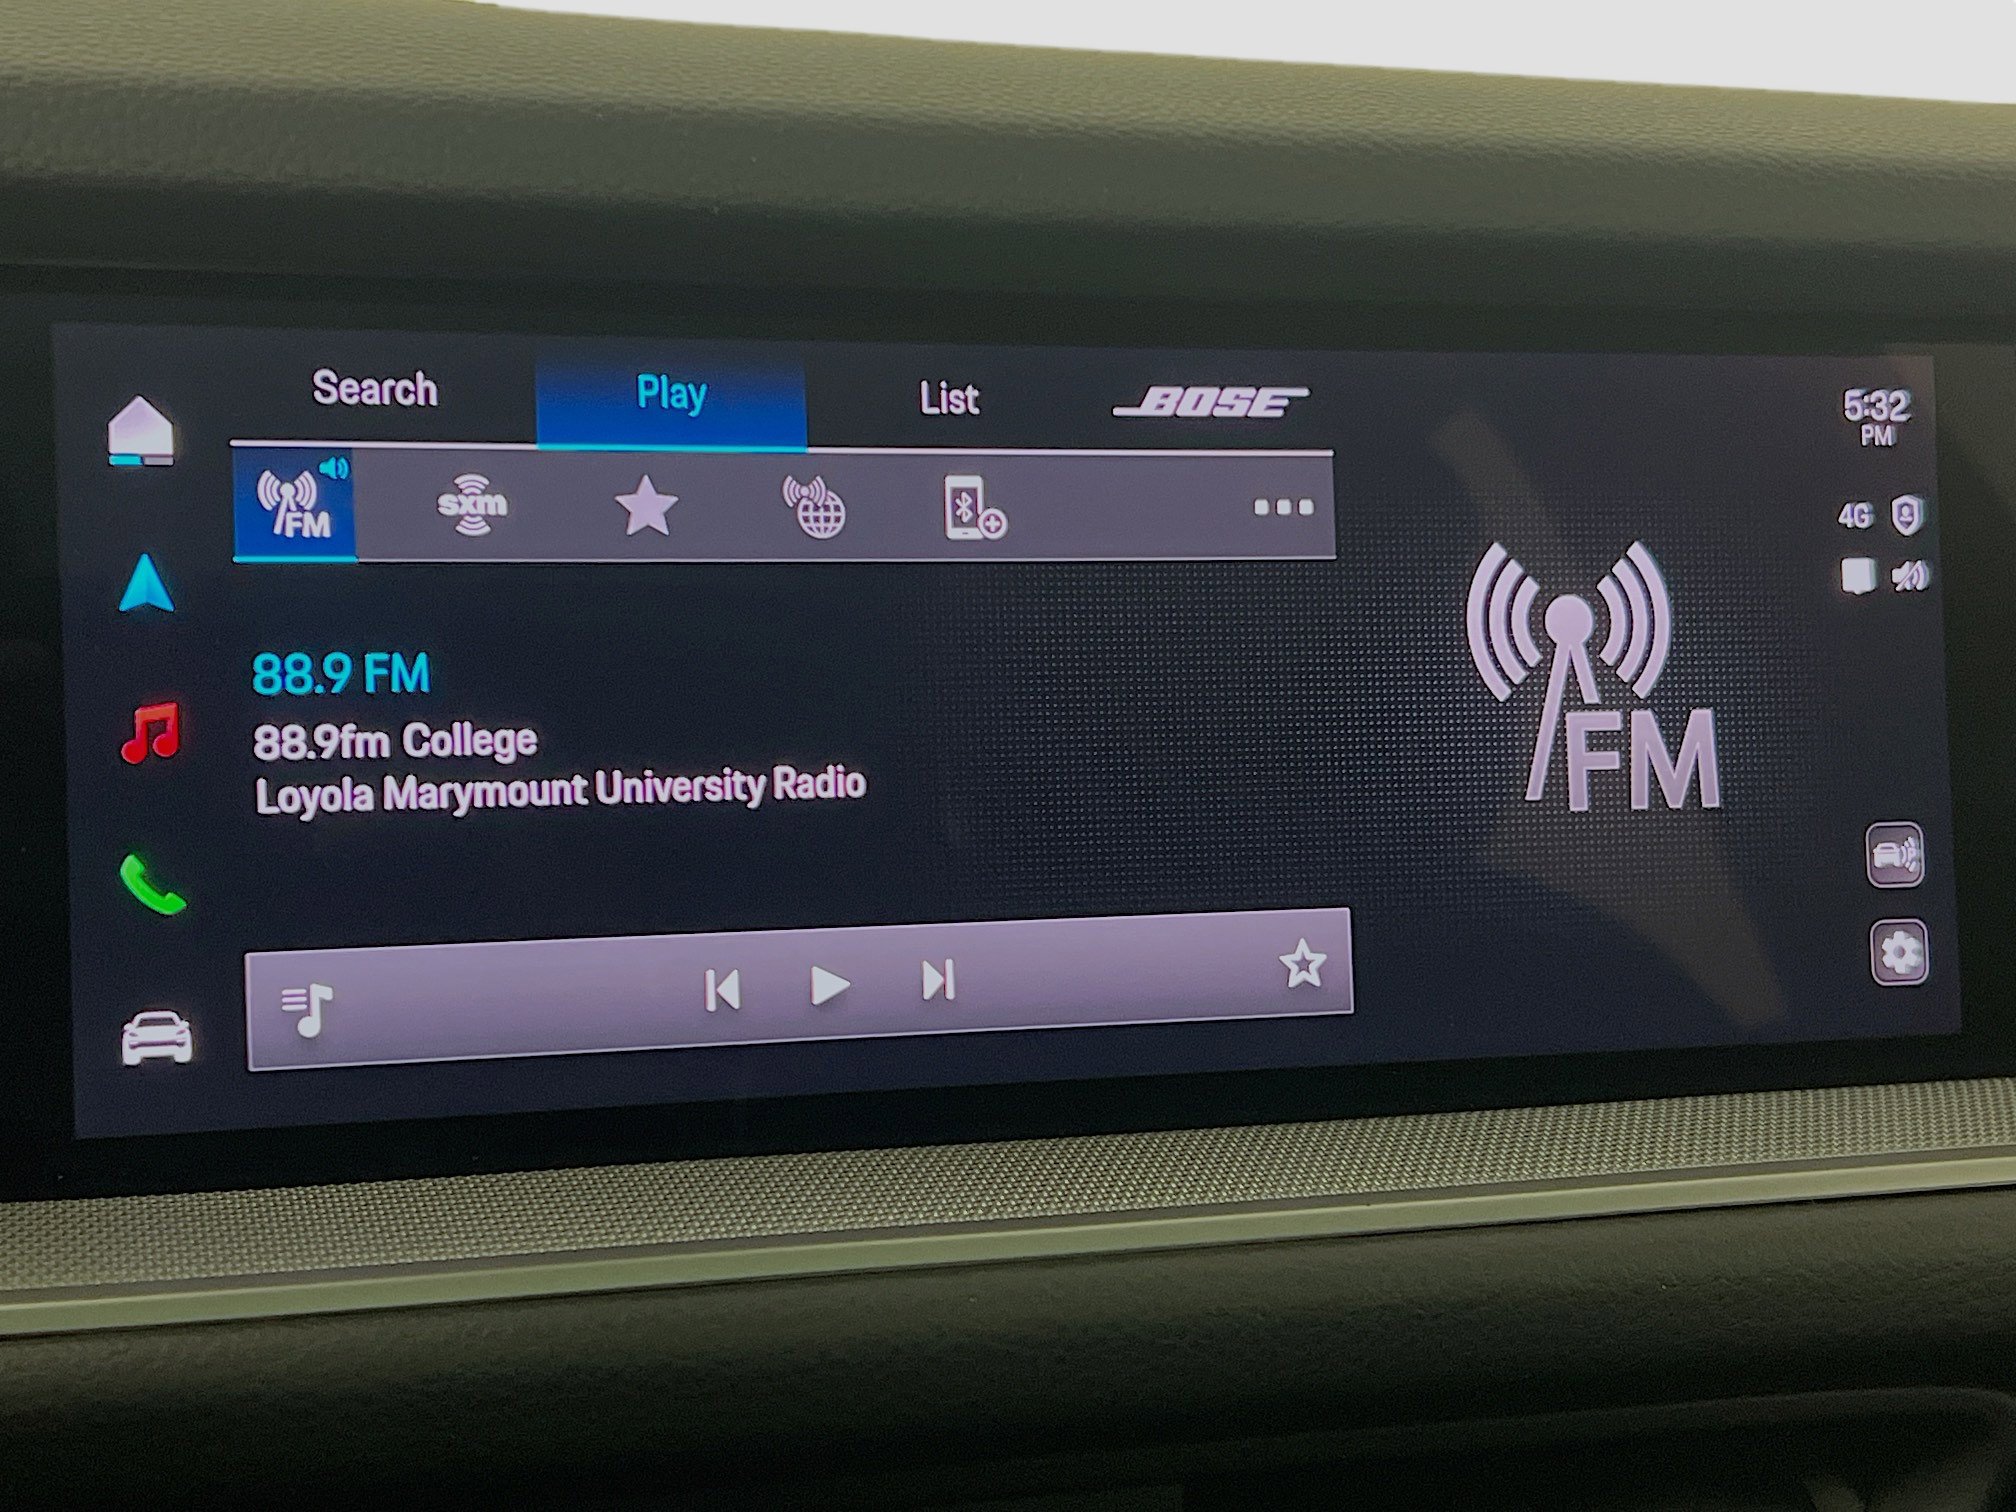 Search Play List BOSE
5:32
PM
FM sxm
4G
88.9 FM
88.9fm College
Loyola Marymount University Radio
FM